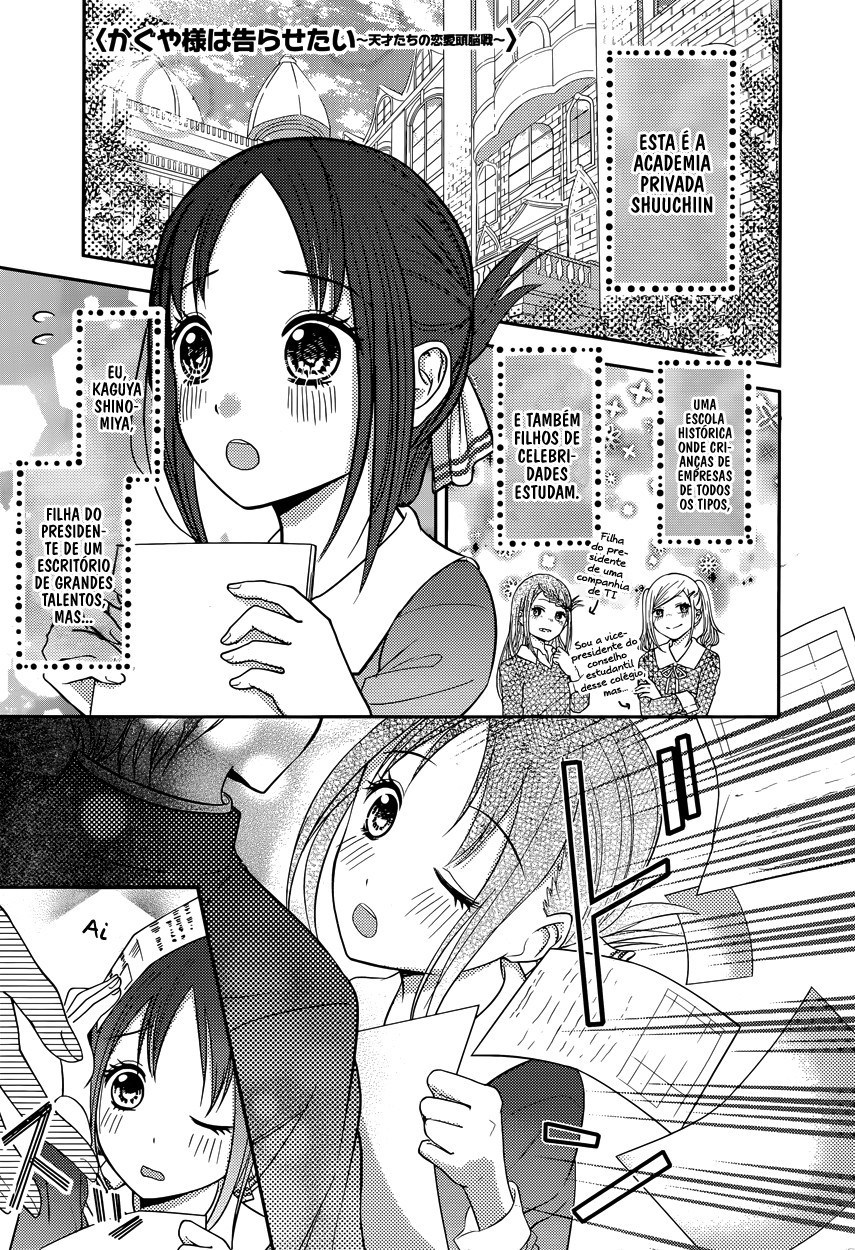 〈かぐや様は告らせたい～天才たちの恋愛頭脳戦～〉
ESTA É A
ACADEMIA
PRIVADA
SHUUCHIIN
UMA
ESCOLA
HISTÓRICA
ONDE CRI-
ANÇAS DE
EMPRESAS
DE TODOS
OS TIPOS,
E TAMBÉM
FILHOS DE
CELEBRI-
DADES
ESTUDAM.
Filha
do pre-
sidente
de uma
companhia
de TI
Sou a vice-
presidente do
conselho
estudantil
desse colégio,
mas...
EU,
KAGUYA
SHINO-
MIYA,
FILHA DO
PRESIDEN-
TE DE UM
ESCRITÓRIO
DE GRANDES
TALENTOS,
MAS...
ドンッ
Ai